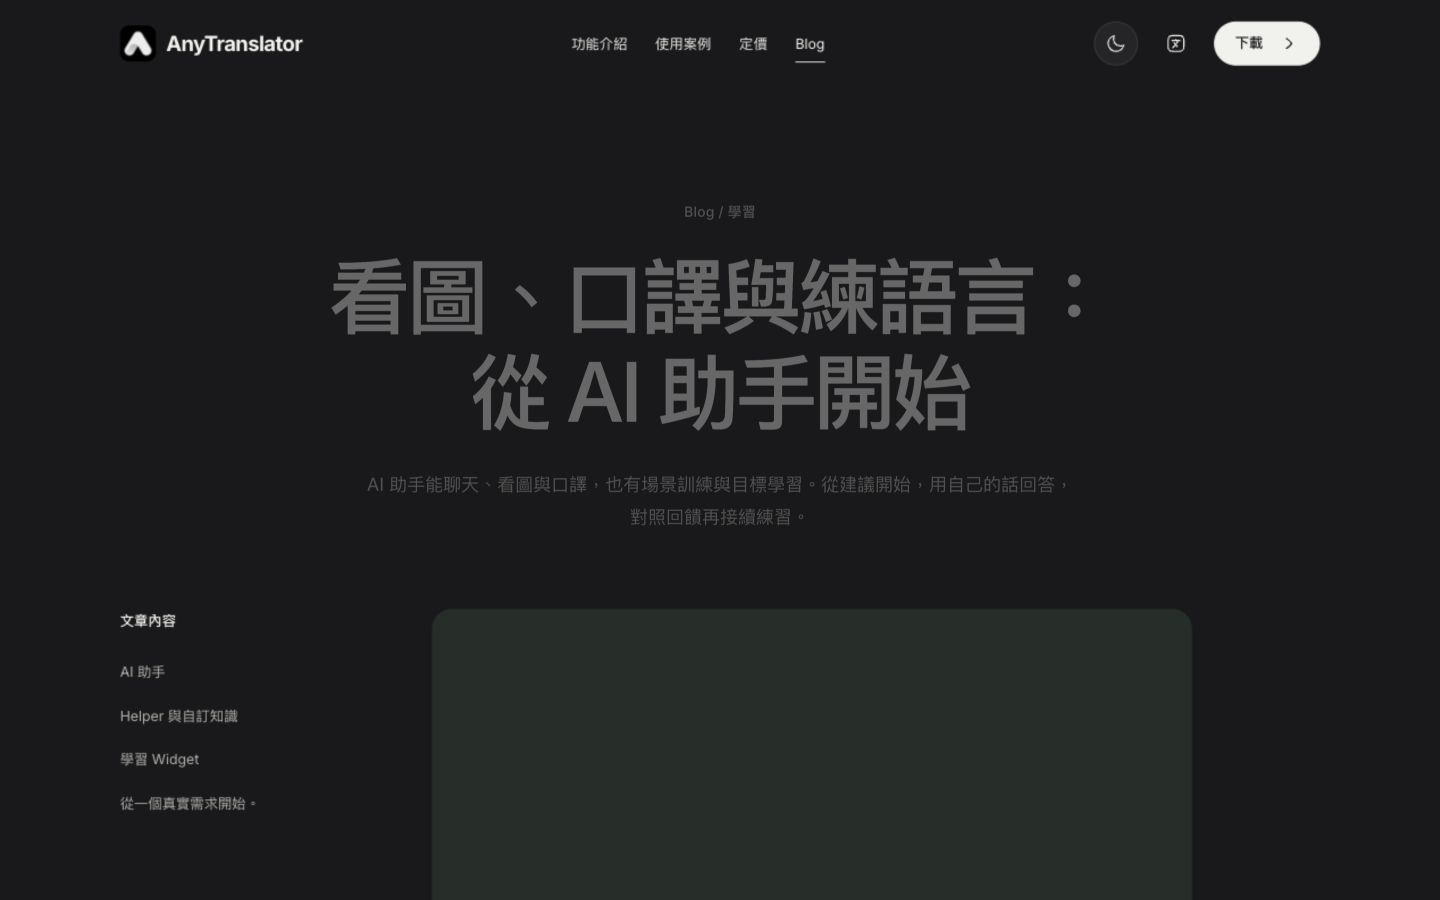 AnyTranslator
功能介紹
使用案例
定價
Blog
下載
Blog / 學習
看圖、口譯與練語言：
從 AI 助手開始
AI 助手能聊天、看圖與口譯，也有場景訓練與目標學習。從建議開始，用自己的話回答，
對照回饋再接續練習。
文章內容
AI 助手
Helper 與自訂知識
學習 Widget
從一個真實需求開始。